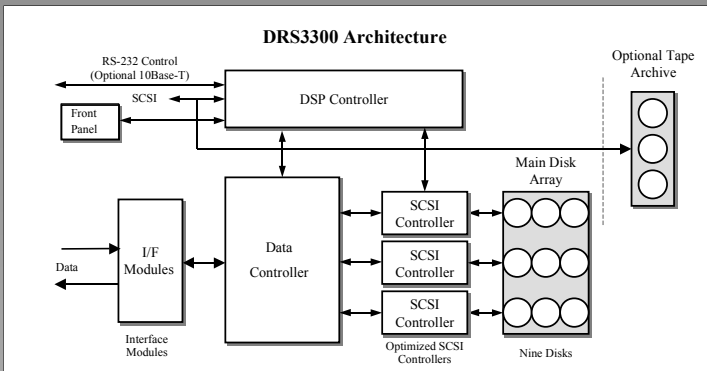 DRS3300 Architecture
RS-232 Control
(Optional 10Base-T)
SCSI
Front
Panel
DSP Controller
Optional Tape
Archive
Main Disk
Array
Data
I/F
Modules
Interface
Modules
Data
Controller
SCSI
Controller
SCSI
Controller
SCSI
Controller
Optimized SCSI
Controllers
Nine Disks